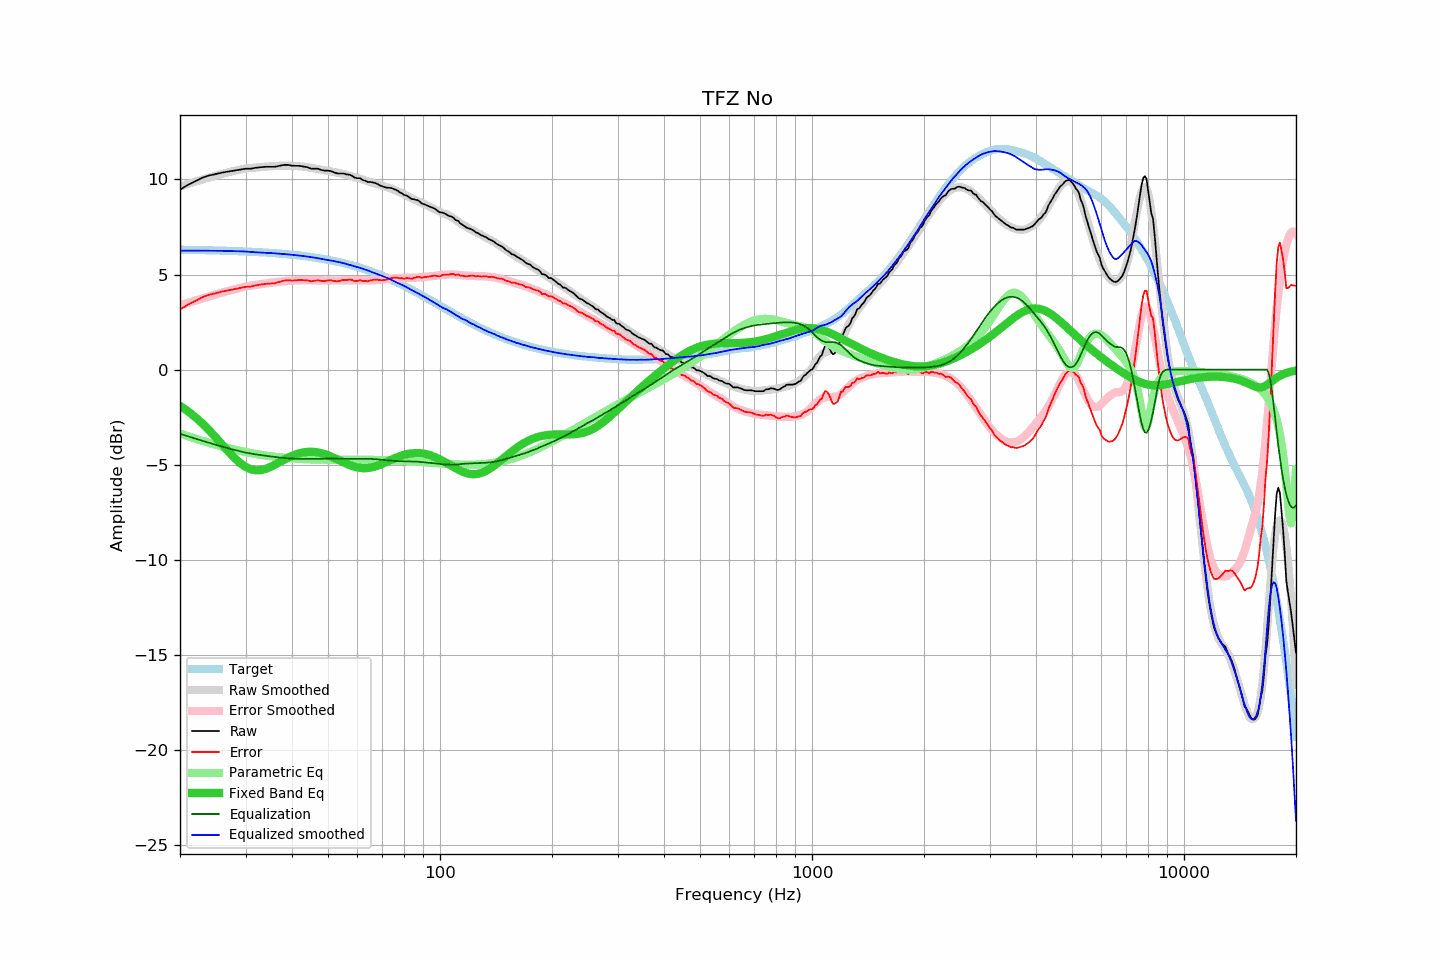 TFZ No
Amplitude (dBr)
10
5
0
−5
−10
−15
−20
−25
Target
Raw Smoothed
Error Smoothed
Raw
Error
Parametric Eq
Fixed Band Eq
Equalization
Equalized smoothed
100 1000 10000
Frequency (Hz)